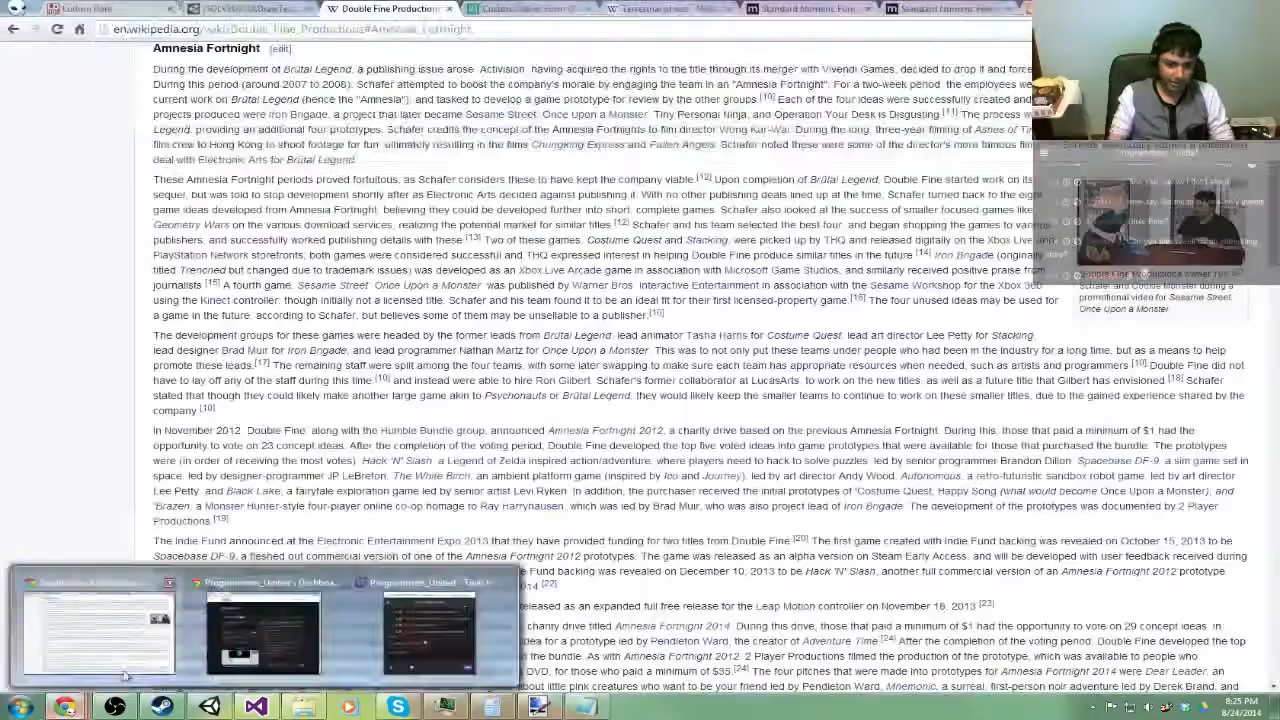 Ludum Dare
Double Fine Production
Standard Moment For
Standard Moment Fo
en.wikipedia.org/wiki/Double_Fine_Productions#Amnesia_Fortnight
Amnesia Fortnight [edit]
During the development of Brütal Legend, a publishing issue arose. Activision, having acquired the rights to the title through its merger with Vivendi Games, decided to drop it and force
During this period (around 2007 to 2008), Schafer attempted to boost the company's morale by engaging the team in an "Amnesia Fortnight". For a two-week period, the employees we
current work on Brütal Legend (hence the "Amnesia"), and tasked to develop a game prototype for review by the other groups.[10] Each of the four ideas were successfully created and
projects produced were Iron Brigade, Project that later became Sesame Street: Once Upon a Monster, Tiny Personal Ninja, and Operation Your Desk is Disgusting.[11] The process w
Legend, providing an additional four prototypes. Schafer credits the concept of the Amnesia Fortnights to film director Wong Kar-Wai. During the long, three-year filming of Ashes of Tim
film crew to Hong Kong to shoot footage for fun, ultimately resulting in the films Chungking Express and Fallen Angels. Schafer noted these were some of the director's more famous film
deal with Electronic Arts for Brütal Legend.
These Amnesia Fortnight periods proved fortuitous, as Schafer considers these to have kept the company viable.[12] Upon completion of Brütal Legend, Double Fine started work on its
sequel, but was told to stop development shortly after as Electronic Arts decided against publishing it. With no other publishing deals lined up at the time, Schafer turned back to the eight
game ideas developed from Amnesia Fortnight, believing they could be developed further into short, complete games. Schafer also looked at the success of smaller focused games like
Geometry Wars on the various download services, realizing a potential market for similar titles.[12] Schafer and his team selected the best four, and began shopping the games to various
publishers, and successfully worked publishing details with these.[13] Two of these games, Costume Quest and Stacking, were picked up by THQ and released digitally on the Xbox Live and
PlayStation Network storefronts, both games were considered successful and THQ expressed interest in helping Double Fine produce similar titles in the future.[14] Iron Brigade (originally
titled Trenched but changed due to trademark issues) was developed as an Xbox Live Arcade game in association with Microsoft Game Studios, and similarly received positive praise from
journalists.[15] A fourth game, Sesame Street: Once Upon a Monster, was published by Warner Bros. Interactive Entertainment in association with the Sesame Workshop for the Xbox 360
using the Kinect controller; though initially not a licensed title, Schafer and his team found it to be an ideal fit for their first licensed-property game.[16] The four unused ideas may be used for
a game in the future, according to Schafer, but believes one of them may be unsellable to a publisher.[10]
Double Fine Productions owner Tim
Schafer and Cookie Monster during a
promotional video for Sesame Street:
Once Upon a Monster.
The development groups for these games were headed by the former leads from Brütal Legend: lead animator Tasha Harris for Costume Quest, lead art director Lee Petty for Stacking,
lead designer Brad Muir for Iron Brigade, and lead programmer Nathan Martz for Once Upon a Monster. This was to not only put these teams under people who had been in the industry for a long time, but as a means to help
promote these leads.[17] The remaining staff were split among the four teams, with some later swapping to make sure each team has appropriate resources when needed, such as artists and programmers.[10] Double Fine did not
have to lay off any of the staff during this time,[10] and instead were able to hire Ron Gilbert, Schafer's former collaborator at LucasArts, to work on the new titles, as well as a future title that Gilbert has envisioned.[18] Schafer
stated that though they could likely make another large game akin to Psychonauts or Brütal Legend, they would likely keep the smaller teams to continue to work on these smaller titles, due to the gained experience shared by the
company.[10]
In November 2012, Double Fine, along with the Humble Bundle group, announced Amnesia Fortnight 2012, a charity drive based on the previous Amnesia Fortnight. During this, those that paid a minimum of $1 had the
opportunity to vote on 23 concept ideas. After the completion of the voting period, Double Fine developed the top five voted ideas into game prototypes that were available for those that purchased the bundle. The prototypes
were (in order of receiving the most votes): Hack 'N' Slash, a Legend of Zelda inspired action/adventure, where players need to hack to solve puzzles, led by senior programmer Brandon Dillon; Spacebase DF-9, a sim game set in
space, led by designer-programmer JP LeBreton; The White Birch, an ambient platform game (inspired by Ico and Journey), led by art director Andy Wood; Autonomous, a retro-futuristic sandbox robot game, led by art director
Lee Petty; and Black Lake, a fairytale exploration game led by senior artist Levi Ryken. In addition, the purchaser received the initial prototypes of "Costume Quest, Happy Song (what would become Once Upon a Monster), and
"Brazen, a Monster Hunter-style four-player online co-op homage to Ray Harryhausen, which was led by Brad Muir, who was also project lead of Iron Brigade. The development of the prototypes was documented by 2 Player
Productions.[19]
The Indie Fund announced at the Electronic Entertainment Expo 2013 that they have provided funding for two titles from Double Fine.[20] The first game created with Indie Fund backing was revealed on October 15, 2013 to be
Spacebase DF-9, a fleshed out commercial version of one of the Amnesia Fortnight 2012 prototypes. The game was released as an alpha version on Steam Early Access, and will be developed with user feedback received during
Fund backing was revealed on December 10, 2013 to be Hack 'N' Slash, another full commercial version of an Amnesia Fortnight 2012 prototype
[22]
eleased as an expanded full free release for the Leap Motion controller on November 18, 2013.[23]
charity drive titled Amnesia Fortnight 2014. During this drive, those that paid a minimum of $1 had the opportunity to vote on 29 concept ideas, in
idea for a prototype led by Pendleton Ward, the creator of Adventure Time.[24] After the completion of the voting period, Double Fine developed the top
the bundle. As with Amnesia Fortnight 2012, 2 Player Productions filmed the production of the prototype, which was available to people who
DVD, for those who paid a minimum of $35.[24] The four pitches that were made into prototypes for Amnesia Fortnight 2014 were Dear Leader, an
bout little pink creatures who want to be your friend led by Pendleton Ward, Mnemonic, a surreal, first-person noir adventure led by Derek Brand, and
Programmers_United's Dashboa...
Programmers_United - Twitch
8:25 PM
8/24/2014